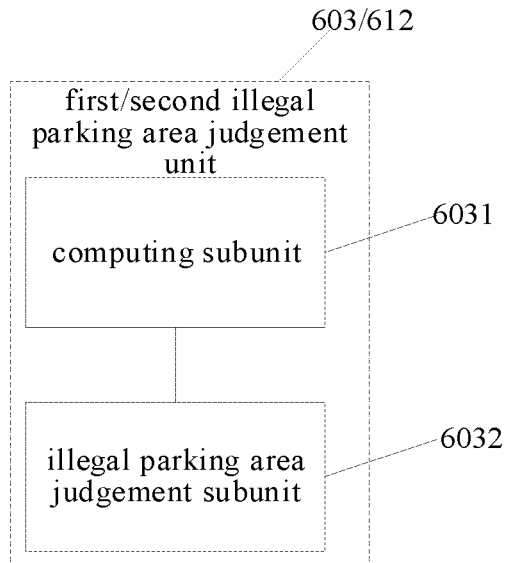 603/612
first/second illegal
parking area judgement
unit
computing subunit
6031
illegal parking area
judgement subunit
6032